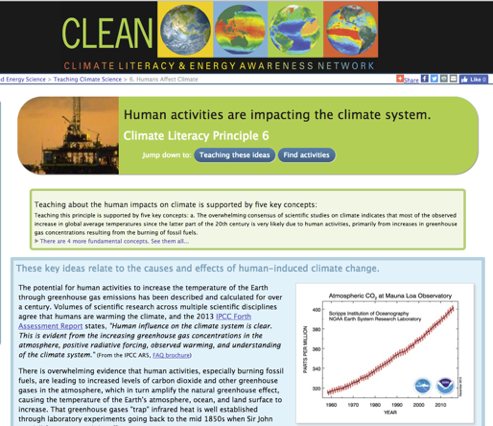 CLEAN
CLIMATE LITERACY & ENERGY AWARENESS NETWORK
d Energy Science > Teaching Climate Science > 6. Humans Affect Climate
Share
Like 0
Human activities are impacting the climate system.
Climate Literacy Principle 6
Jump down to: Teaching these ideas Find activities
Teaching about the human impacts on climate is supported by five key concepts:
Teaching this principle is supported by five key concepts: a. The overwhelming consensus of scientific studies on climate indicates that most of the observed
increase in global average temperatures since the latter part of the 20th century is very likely due to human activities, primarily from increases in greenhouse
gas concentrations resulting from the burning of fossil fuels.
There are 4 more fundamental concepts. See them all...
These key ideas relate to the causes and effects of human-induced climate change.
The potential for human activities to increase the temperature of the Earth
through greenhouse gas emissions has been described and calculated for over
a century. Volumes of scientific research across multiple scientific disciplines
agree that humans are warming the climate, and the 2013 IPCC Forth
Assessment Report states, "Human influence on the climate system is clear.
This is evident from the increasing greenhouse gas concentrations in the
atmosphere, positive radiative forcing, observed warming, and understanding
of the climate system." (From the IPCC AR5, FAQ brochure)
There is overwhelming evidence that human activities, especially burning fossil
fuels, are leading to increased levels of carbon dioxide and other greenhouse
gases in the atmosphere, which in turn amplify the natural greenhouse effect,
causing the temperature of the Earth's atmosphere, ocean, and land surface to
increase. That greenhouse gases "trap" infrared heat is well established
through laboratory experiments going back to the mid 1850s when Sir John
Atmospheric CO2 at Mauna Loa Observatory
Scripps Institution of Oceanography
NOAA Earth System Research Laboratory
PARTS PER MILLION
400
380
360
340
320
1960 1970 1980 1990 2000 2010
YEAR